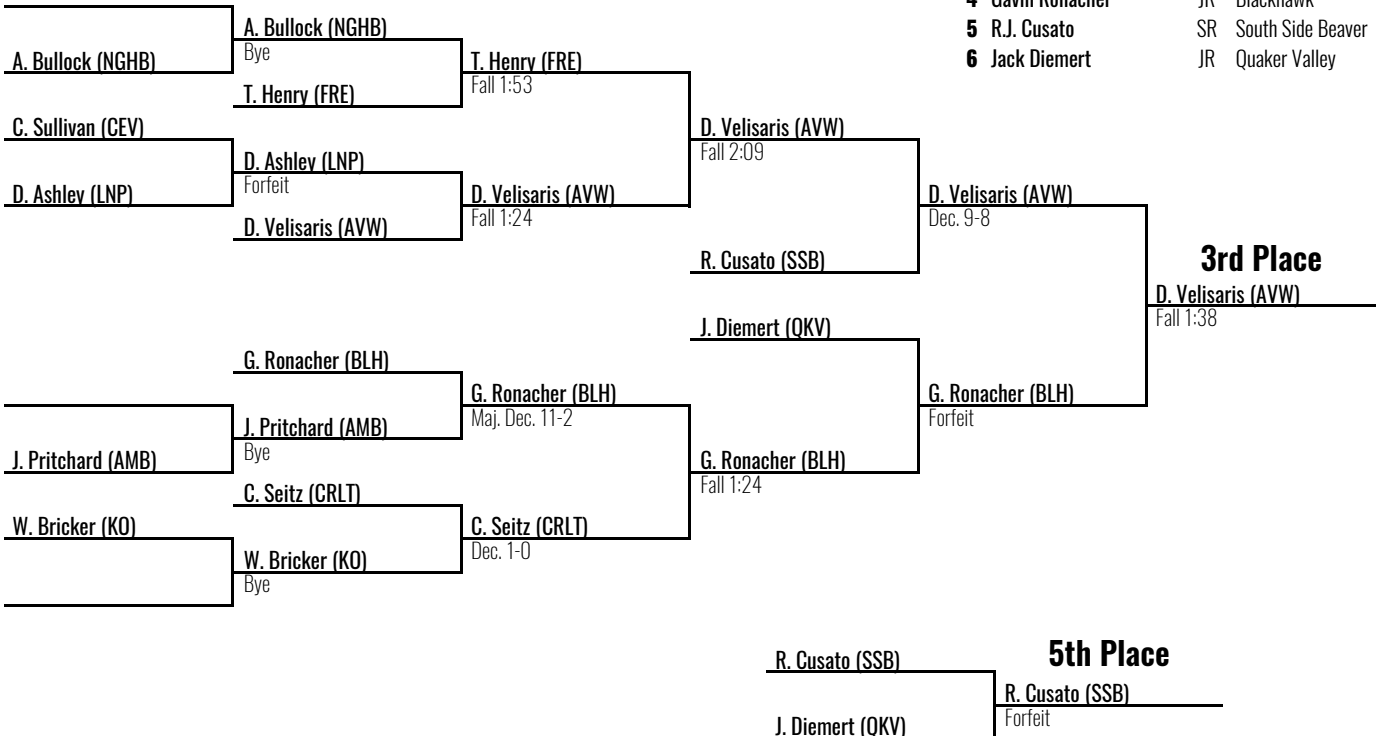 4 Gavin Ronacher JR Blackhawk
5 R.J. Cusato SR South Side Beaver
6 Jack Diemert JR Quaker Valley
A. Bullock (NGHB)
A. Bullock (NGHB)
Bye
T. Henry (FRE)
T. Henry (FRE)
Fall 1:53
C. Sullivan (CEV)
D. Ashley (LNP)
D. Ashley (LNP)
Forfeit
D. Velisaris (AVW)
D. Velisaris (AVW)
Fall 1:24
D. Velisaris (AVW)
Fall 2:09
R. Cusato (SSB)
D. Velisaris (AVW)
Dec. 9-8
3rd Place
D. Velisaris (AVW)
Fall 1:38
J. Diemert (QKV)
G. Ronacher (BLH)
G. Ronacher (BLH)
Maj. Dec. 11-2
J. Pritchard (AMB)
J. Pritchard (AMB)
Bye
G. Ronacher (BLH)
Forfeit
G. Ronacher (BLH)
Fall 1:24
C. Seitz (CRLT)
C. Seitz (CRLT)
Dec. 1-0
W. Bricker (KO)
W. Bricker (KO)
Bye
5th Place
R. Cusato (SSB)
R. Cusato (SSB)
Forfeit
J. Diemert (QKV)